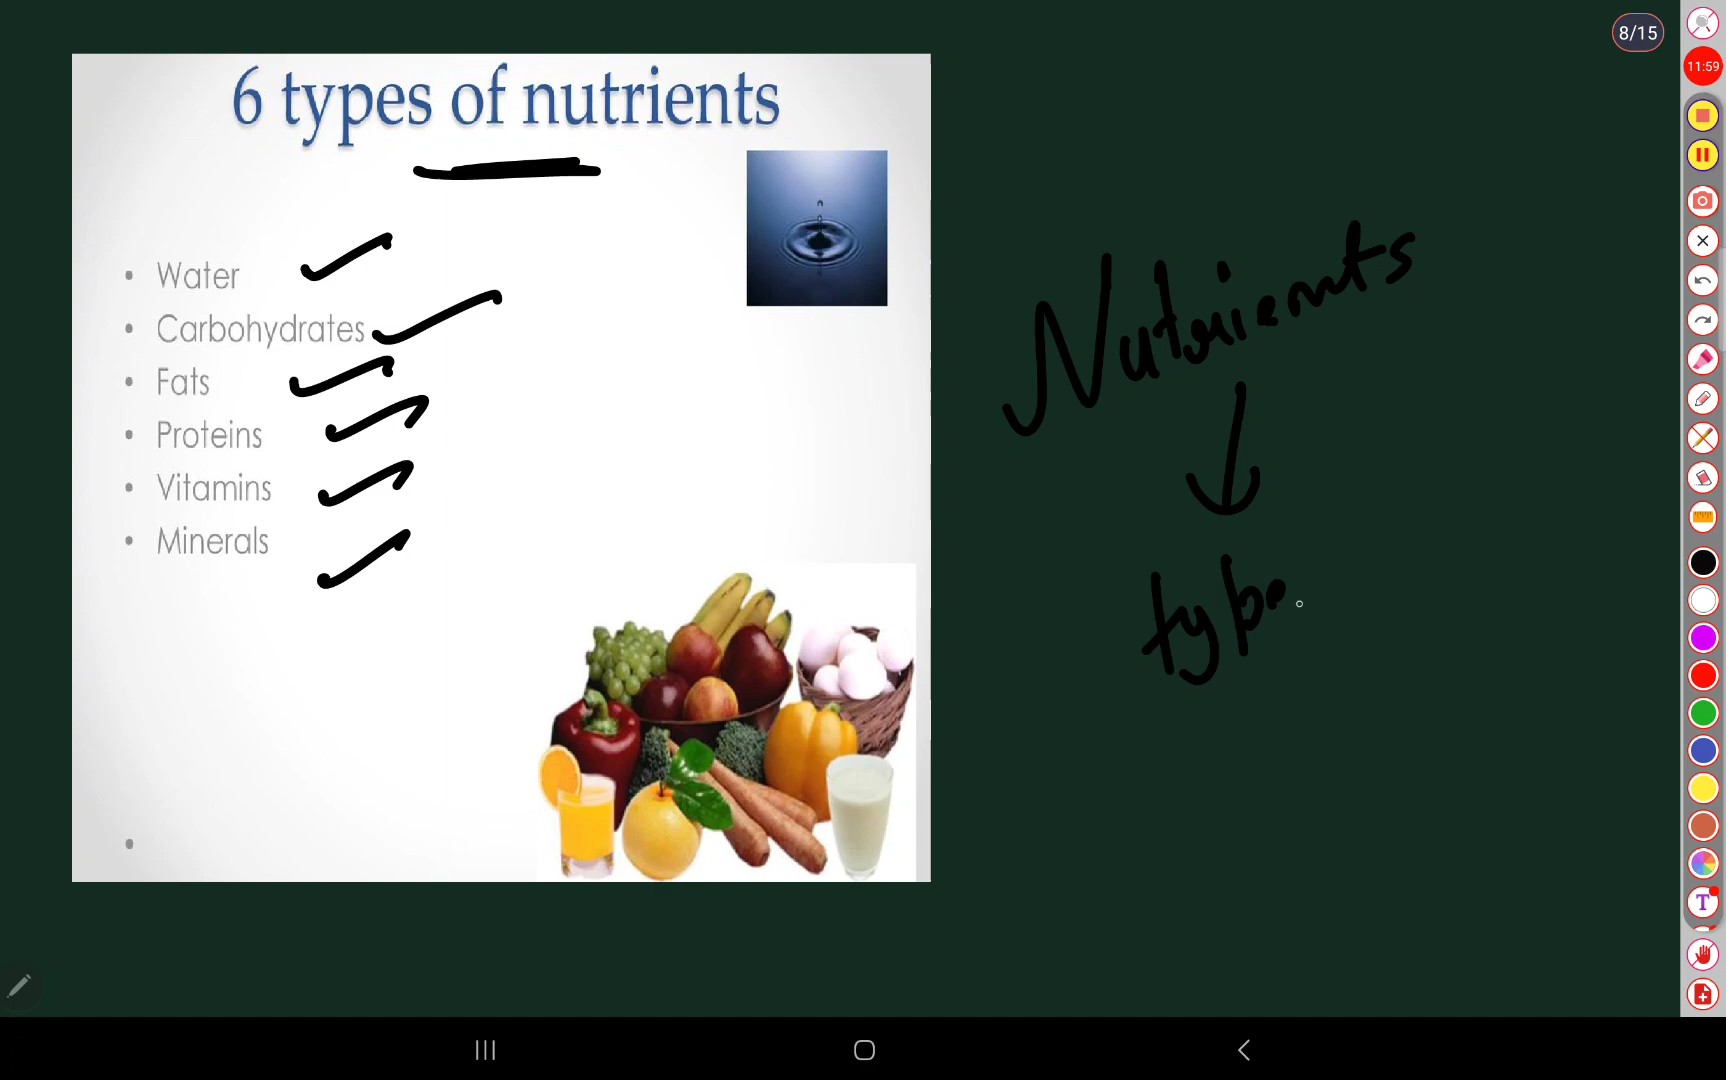 8/15
11:59
6 types of nutrients
• Water
• Carbohydrates
• Fats
• Proteins
• Vitamins
• Minerals
•
Nutrients
type
T